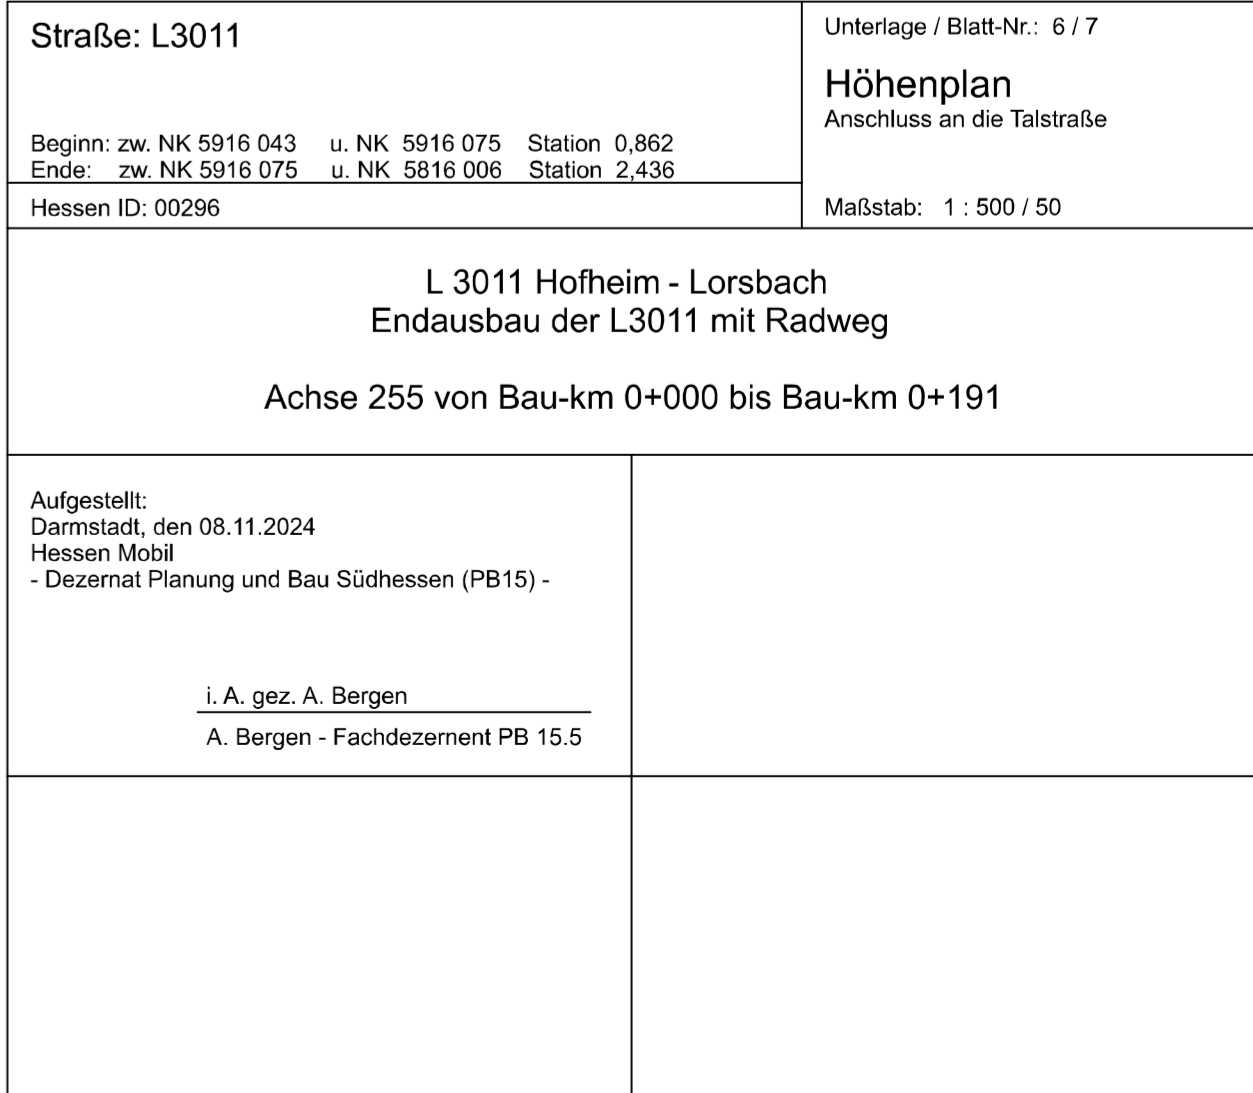 Straße: L3011
Beginn: zw. NK 5916 043 u. NK 5916 075 Station 0,862
Ende: zw. NK 5916 075 u. NK 5816 006 Station 2,436
Hessen ID: 00296
Unterlage / Blatt-Nr.: 6 / 7
Höhenplan
Anschluss an die Talstraße
Maßstab: 1 : 500 / 50
L 3011 Hofheim - Lorsbach
Endausbau der L3011 mit Radweg
Achse 255 von Bau-km 0+000 bis Bau-km 0+191
Aufgestellt:
Darmstadt, den 08.11.2024
Hessen Mobil
- Dezernat Planung und Bau Südhessen (PB15) -
i. A. gez. A. Bergen
A. Bergen - Fachdezernent PB 15.5